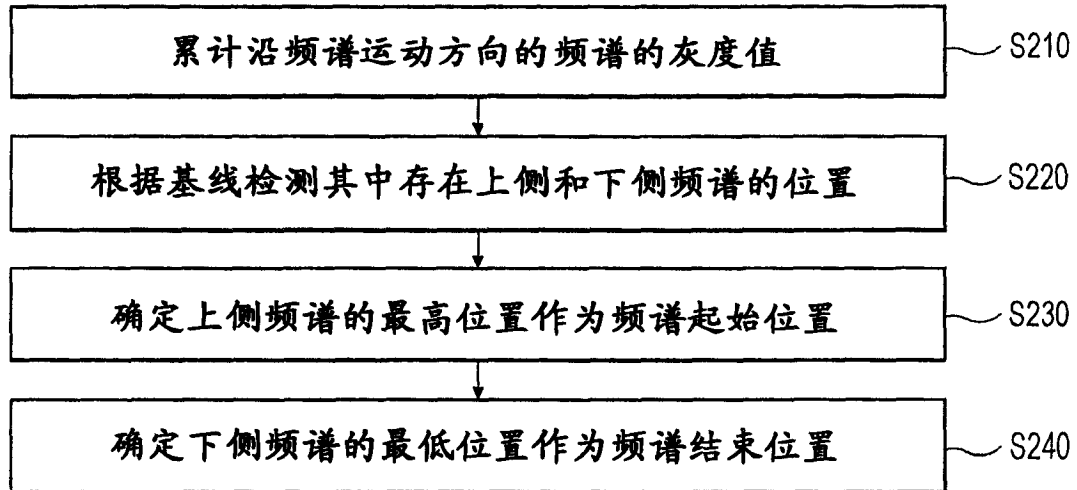 累计沿频谱运动方向的频谱的灰度值 S210
根据基线检测其中存在上侧和下侧频谱的位置 S220
确定上侧频谱的最高位置作为频谱起始位置 S230
确定下侧频谱的最低位置作为频谱结束位置 S240